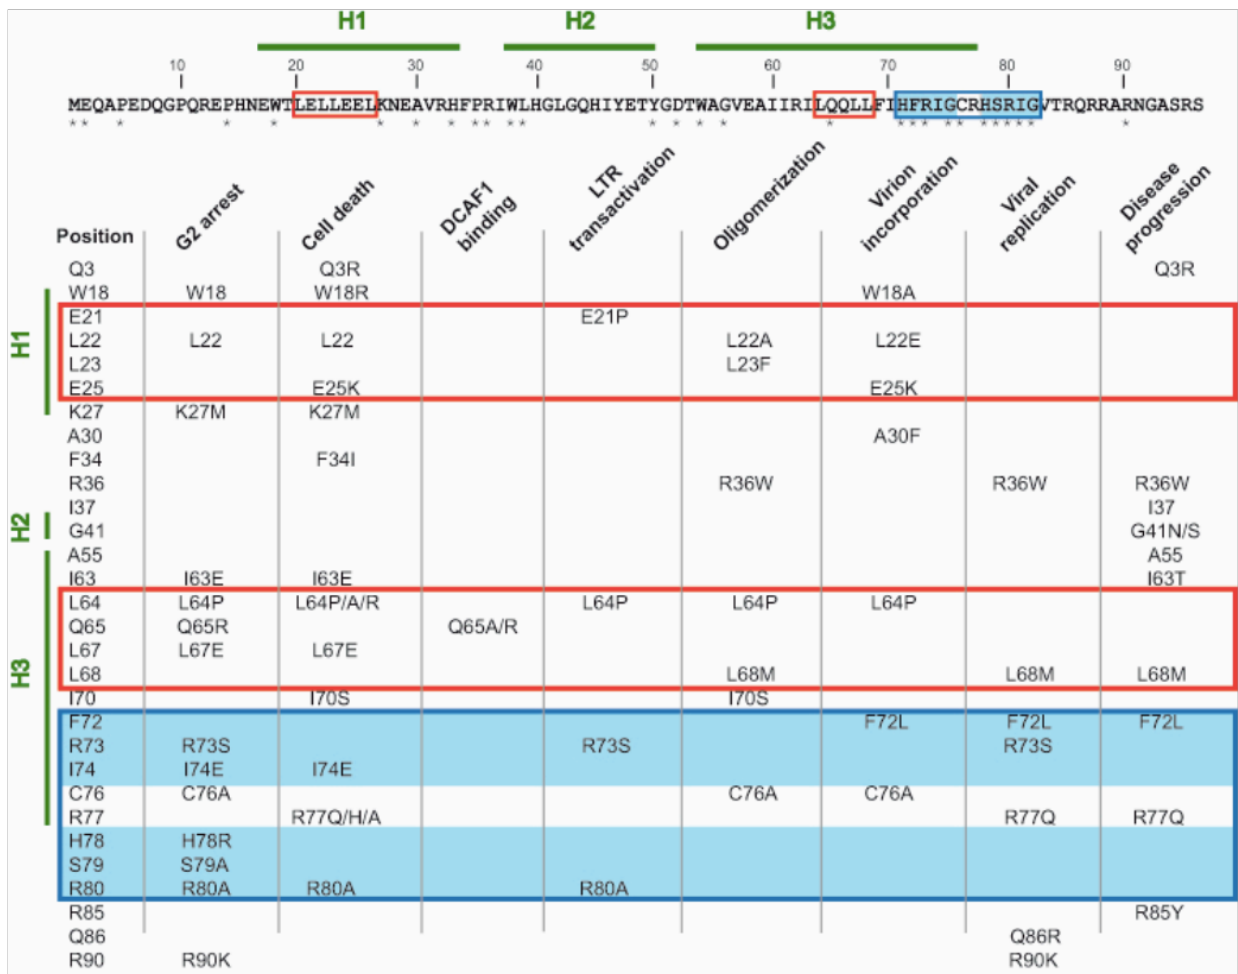 H1 H2 H3
10 20 30 40 50 60 70 80 90
MEQAPEDQGPQREPHNEWTLELLEELKNEAVRHFPRIWLHGLGQHIYETYGDTWAGVEAIIRILQQLLFIHFRIGCRHSRIGVTRQRRARNGASRS
* * * * * * * * * * * * * * * * * * * * * * * * * * * *
Position
G2 arrest
Cell death
DCAF1
binding
LTR
transactivation
Oligomerization
Virion
incorporation
Viral
replication
Disease
progression
Q3 Q3R Q3R
W18 W18 W18R W18A
E21 E21P
L22 L22 L22 L22A L22E
L23 L23F
E25 E25K E25K
K27 K27M K27M
A30 A30F
F34 F34I
R36 R36W R36W R36W
I37 I37
G41 G41N/S
A55 A55
I63 I63E I63E I63T
L64 L64P L64P/A/R L64P L64P L64P
Q65 Q65R Q65A/R
L67 L67E L67E
L68 L68M L68M L68M
I70 I70S I70S
F72 F72L F72L F72L
R73 R73S R73S R73S
I74 I74E I74E
C76 C76A C76A C76A
R77 R77Q/H/A R77Q R77Q
H78 H78R
S79 S79A
R80 R80A R80A R80A
R85 R85Y
Q86 Q86R
R90 R90K R90K
H1
H2
H3